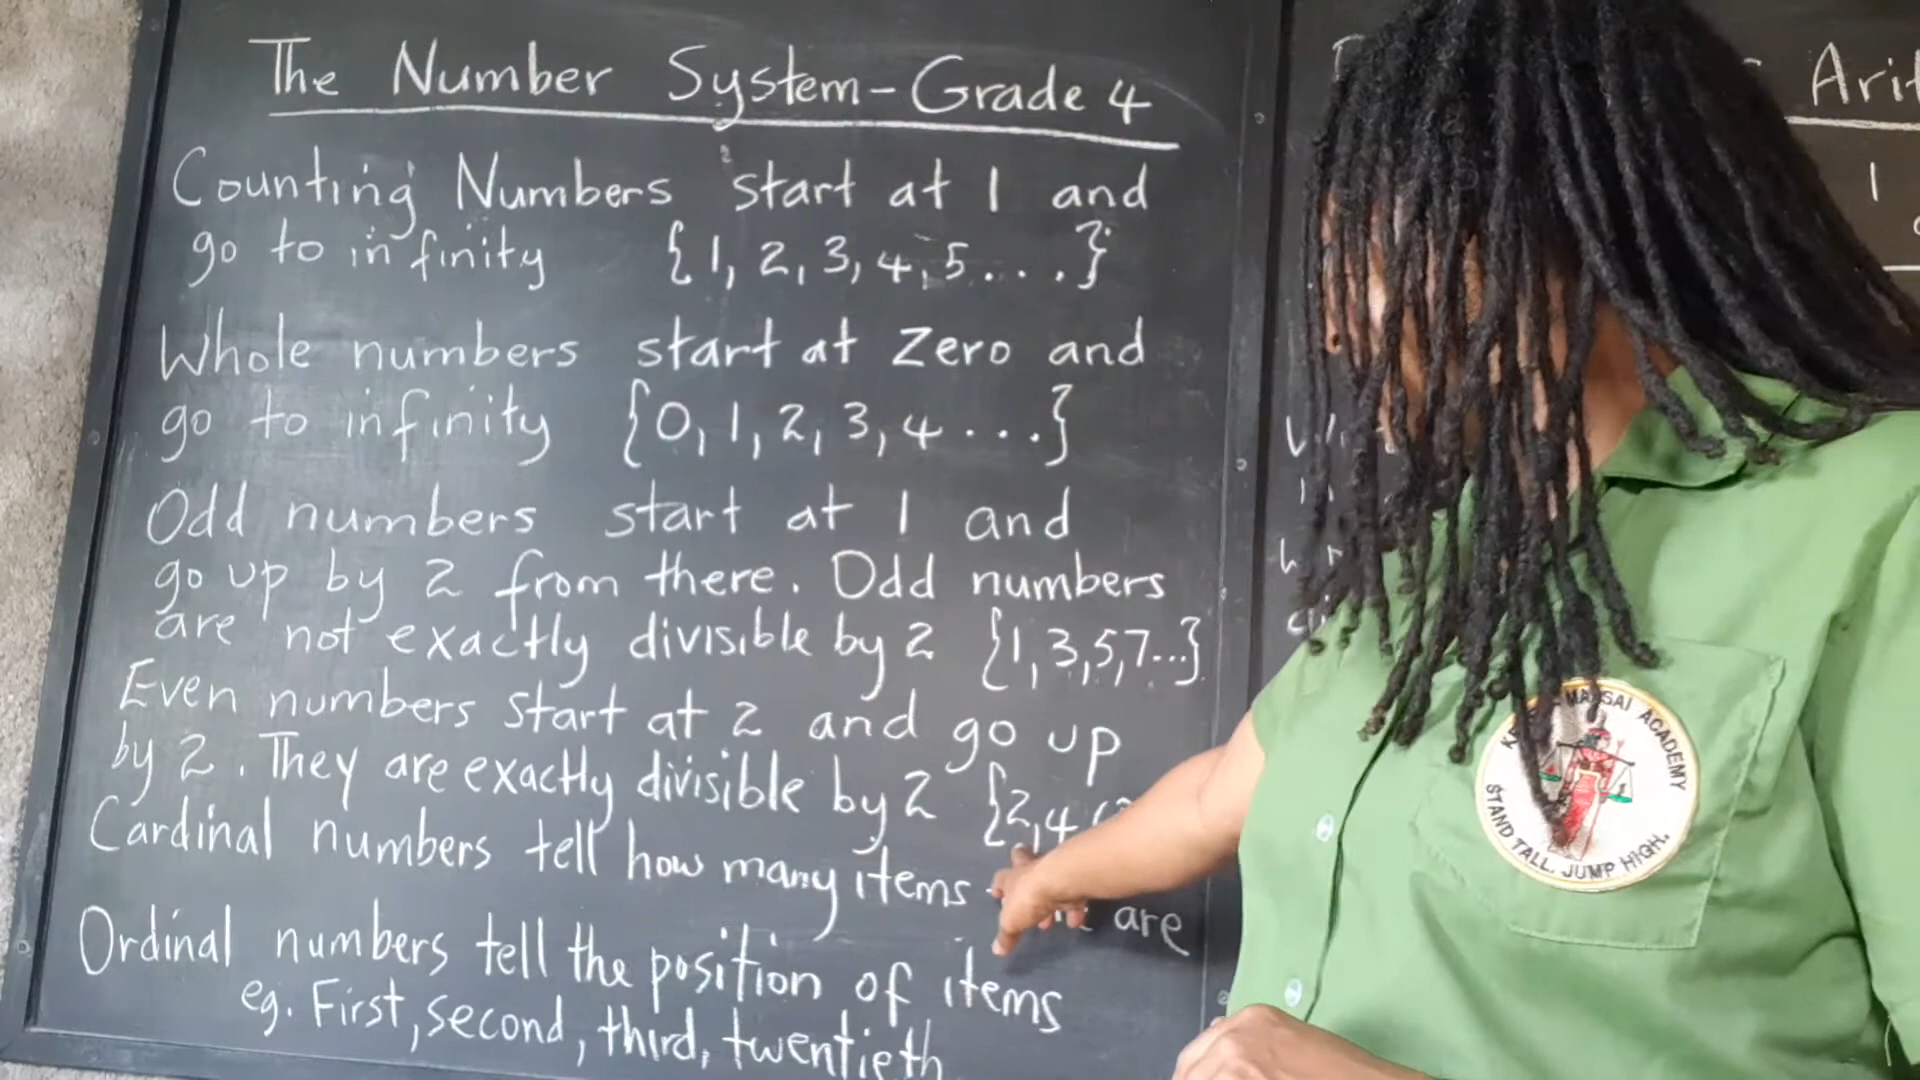 The Number System - Grade 4
Counting Numbers start at 1 and
go to infinity {1, 2, 3, 4, 5....}
Whole numbers start at Zero and
go to infinity {0, 1, 2, 3, 4....}
Odd numbers start at 1 and
go up by 2 from there. Odd numbers
are not exactly divisible by 2 {1,3,5,7...}
Even numbers start at 2 and go up
by 2. They are exactly divisible by 2 {2,4,
Cardinal numbers tell how many items are
Ordinal numbers tell the position of items
eg. First, second, third, twentieth
1
MAASAI ACADEMY
STAND TALL. JUMP HIGH.